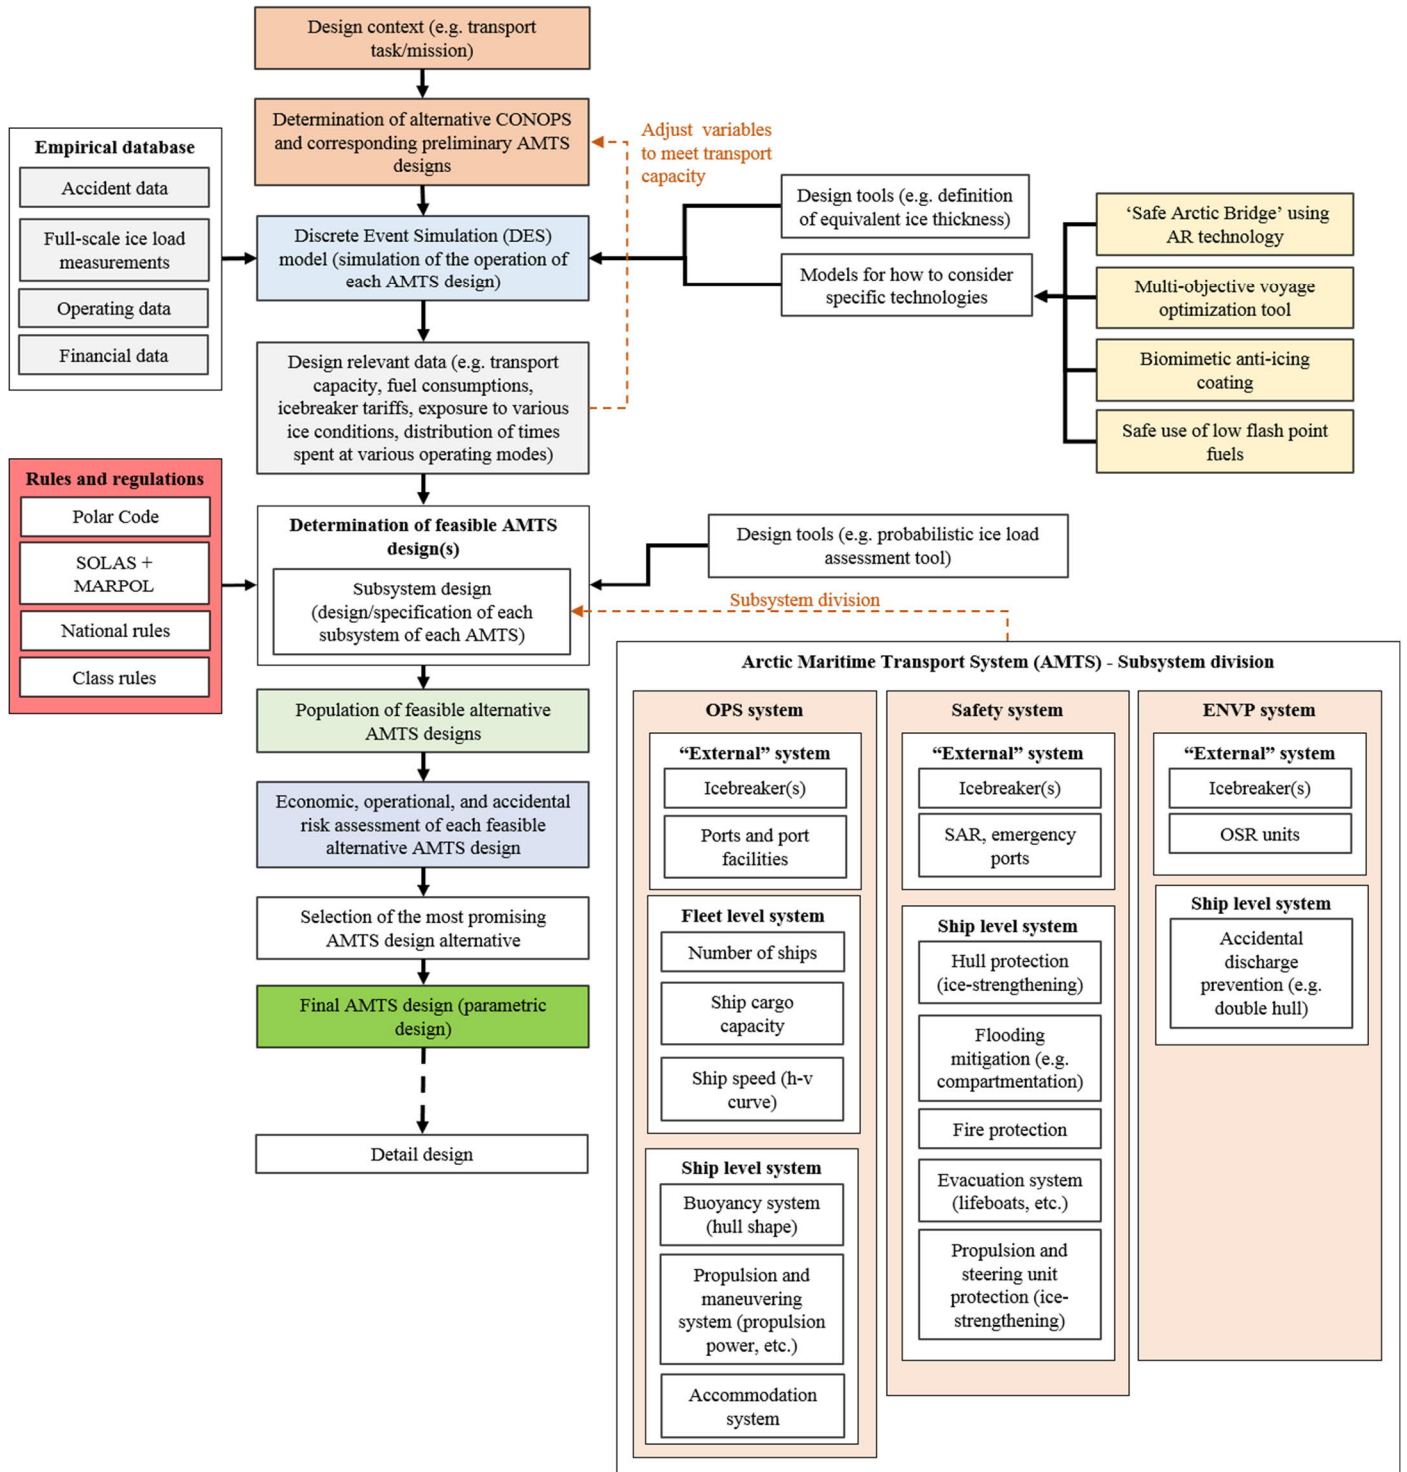 Design context (e.g. transport
task/mission)
Determination of alternative CONOPS
and corresponding preliminary AMTS
designs
Adjust variables
to meet transport
capacity
Empirical database
Accident data
Full-scale ice load
measurements
Operating data
Financial data
Discrete Event Simulation (DES)
model (simulation of the operation of
each AMTS design)
Design tools (e.g. definition
of equivalent ice thickness)
Models for how to consider
specific technologies
‘Safe Arctic Bridge’ using
AR technology
Multi-objective voyage
optimization tool
Biomimetic anti-icing
coating
Safe use of low flash point
fuels
Design relevant data (e.g. transport
capacity, fuel consumptions,
icebreaker tariffs, exposure to various
ice conditions, distribution of times
spent at various operating modes)
Rules and regulations
Polar Code
SOLAS +
MARPOL
National rules
Class rules
Determination of feasible AMTS
design(s)
Subsystem design
(design/specification of each
subsystem of each AMTS)
Design tools (e.g. probabilistic ice load
assessment tool)
Subsystem division
Population of feasible alternative
AMTS designs
Economic, operational, and accidental
risk assessment of each feasible
alternative AMTS design
Selection of the most promising
AMTS design alternative
Final AMTS design (parametric
design)
Detail design
Arctic Maritime Transport System (AMTS) - Subsystem division
OPS system
“External” system
Icebreaker(s)
Ports and port
facilities
Fleet level system
Number of ships
Ship cargo
capacity
Ship speed (h-v
curve)
Ship level system
Buoyancy system
(hull shape)
Propulsion and
maneuvering
system (propulsion
power, etc.)
Accommodation
system
Safety system
“External” system
Icebreaker(s)
SAR, emergency
ports
Ship level system
Hull protection
(ice-strengthening)
Flooding
mitigation (e.g.
compartmentation)
Fire protection
Evacuation system
(lifeboats, etc.)
Propulsion and
steering unit
protection (ice-
strengthening)
ENVP system
“External” system
Icebreaker(s)
OSR units
Ship level system
Accidental
discharge
prevention (e.g.
double hull)